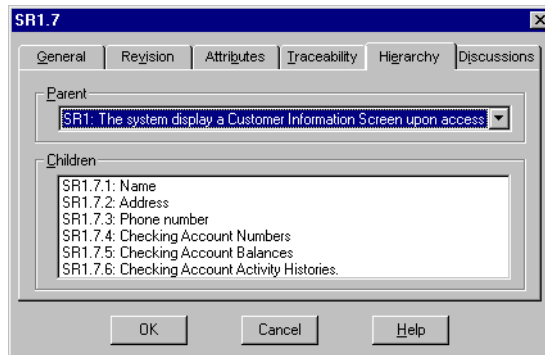 SR1.7
General Revision Attributes Traceability Hierarchy Discussions
Parent
SR1: The system display a Customer Information Screen upon access
Children
SR1.7.1: Name
SR1.7.2: Address
SR1.7.3: Phone number
SR1.7.4: Checking Account Numbers
SR1.7.5: Checking Account Balances
SR1.7.6: Checking Account Activity Histories.
OK Cancel Help